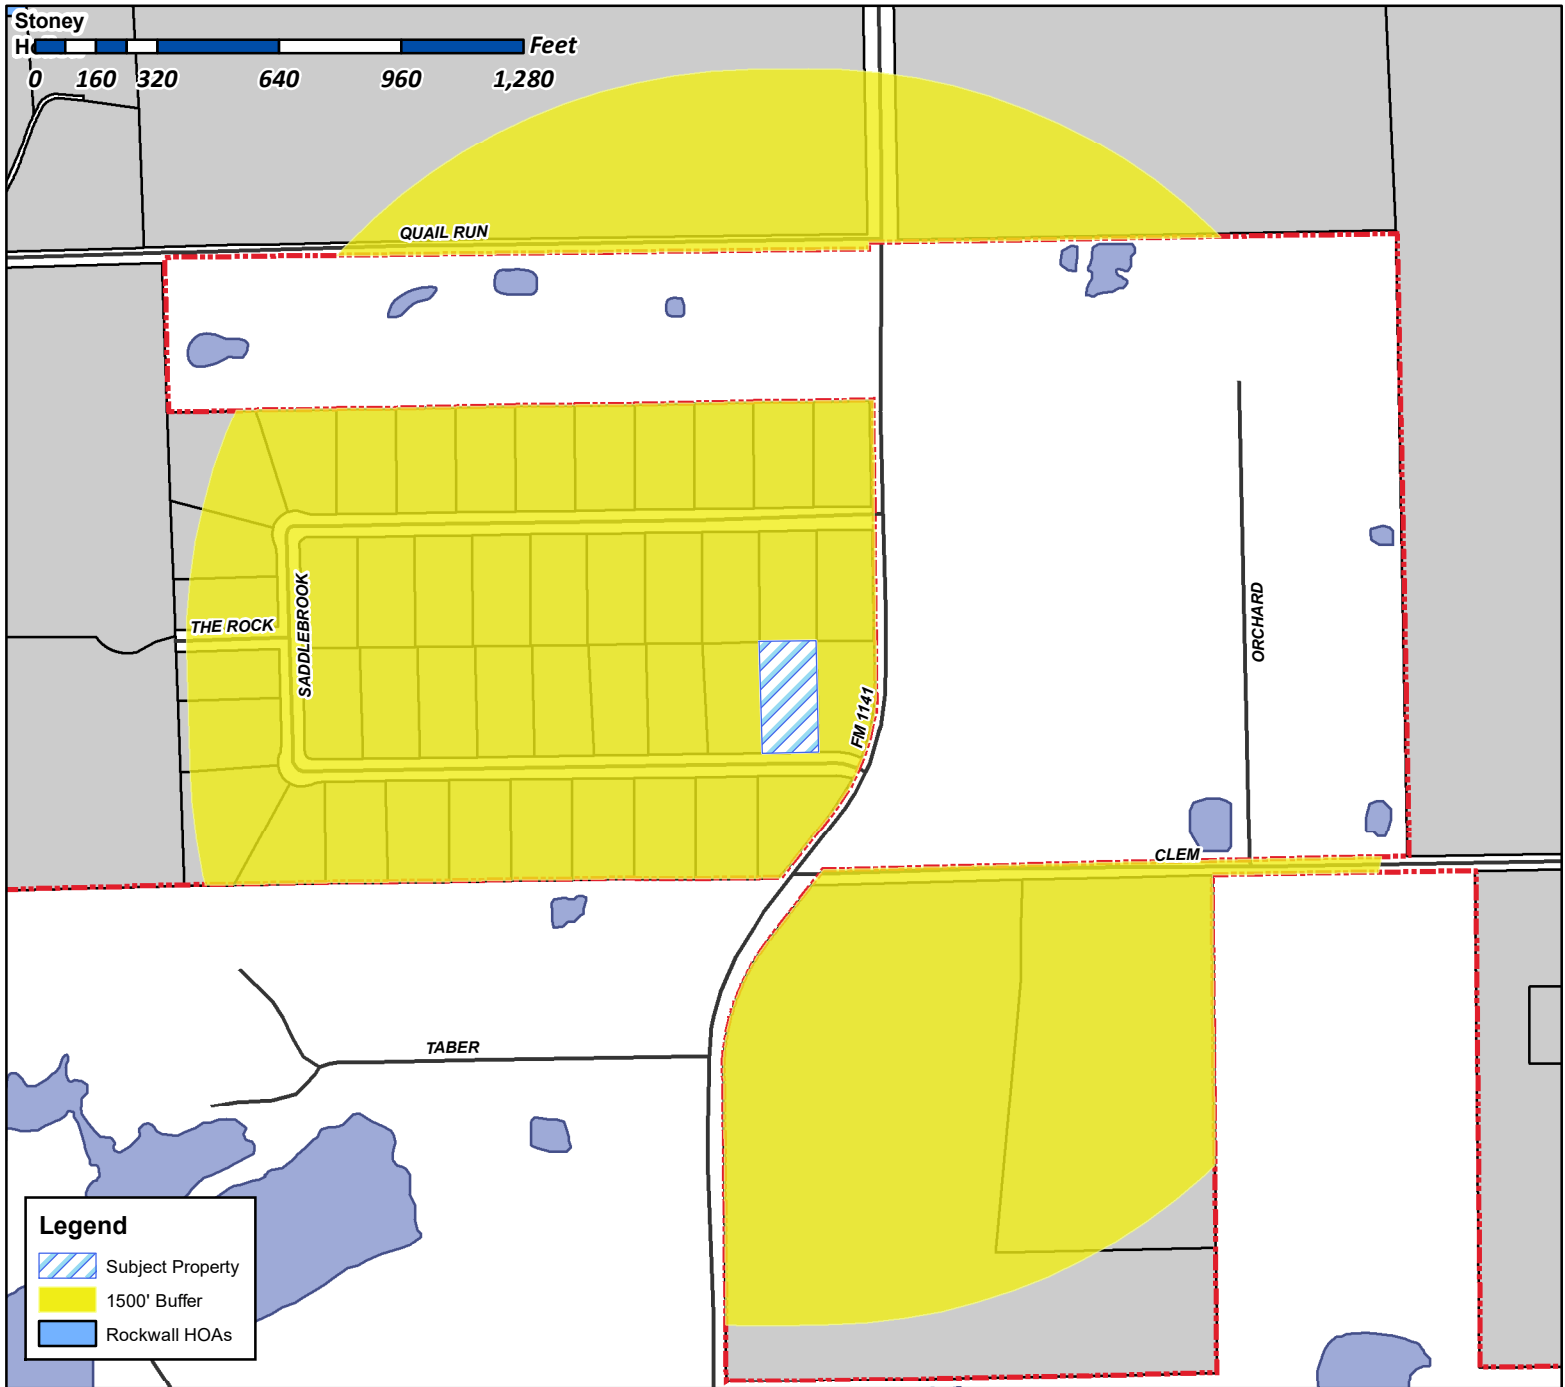 Stoney
Feet
0 160 320 640 960 1,280
QUAIL RUN
THE ROCK
SADDLEBROOK
ORCHARD
FM 1141
CLEM
TABER
Legend
Subject Property
1500' Buffer
Rockwall HOAs